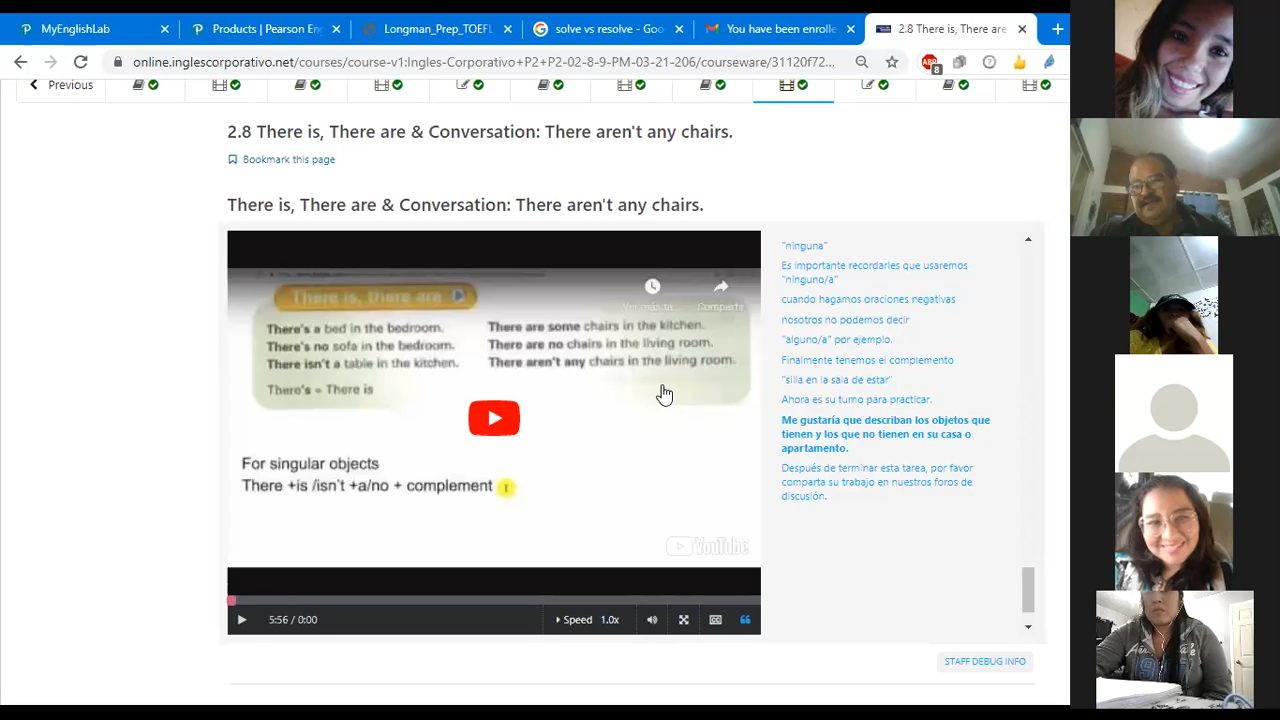 MyEnglishLab
Products | Pearson En
Longman_Prep_TOEFL
solve vs resolve - Goo
You have been enrolle
2.8 There is, There are
online.inglescorporativo.net/courses/course-v1:Ingles-Corporativo+P2+P2-02-8-9-PM-03-21-206/courseware/31120f72...
ABP
8
Previous
2.8 There is, There are & Conversation: There aren't any chairs.
Bookmark this page
There is, There are & Conversation: There aren't any chairs.
There is, there are
There's a bed in the bedroom.
There's no sofa in the bedroom.
There isn't a table in the kitchen.
There's = There is
There are some chairs in the kitchen.
There are no chairs in the living room.
There aren't any chairs in the living room.
For singular objects
There +is /isn't +a/no + complement
YouTube
5:56 / 0:00
Speed 1.0x
"ninguna"
Es importante recordarles que usaremos
"ninguno/a"
cuando hagamos oraciones negativas
nosotros no podemos decir
"alguno/a" por ejemplo.
Finalmente tenemos el complemento
"silla en la sala de estar"
Ahora es su turno para practicar.
Me gustaría que describan los objetos que
tienen y los que no tienen en su casa o
apartamento.
Después de terminar esta tarea, por favor
comparta su trabajo en nuestros foros de
discusión.
STAFF DEBUG INFO